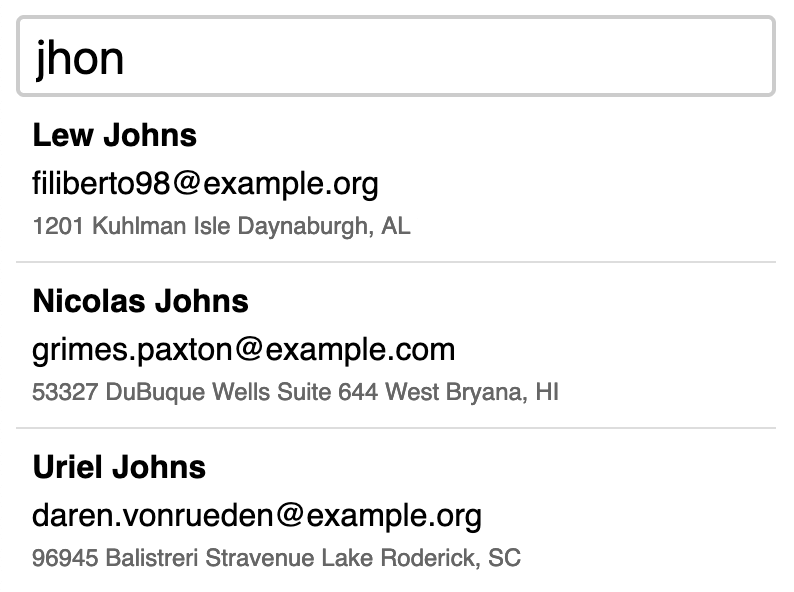 jhon
Lew Johns
filiberto98@example.org
1201 Kuhlman Isle Daynaburgh, AL
Nicolas Johns
grimes.paxton@example.com
53327 DuBuque Wells Suite 644 West Bryana, HI
Uriel Johns
daren.vonrueden@example.org
96945 Balistreri Stravenue Lake Roderick, SC